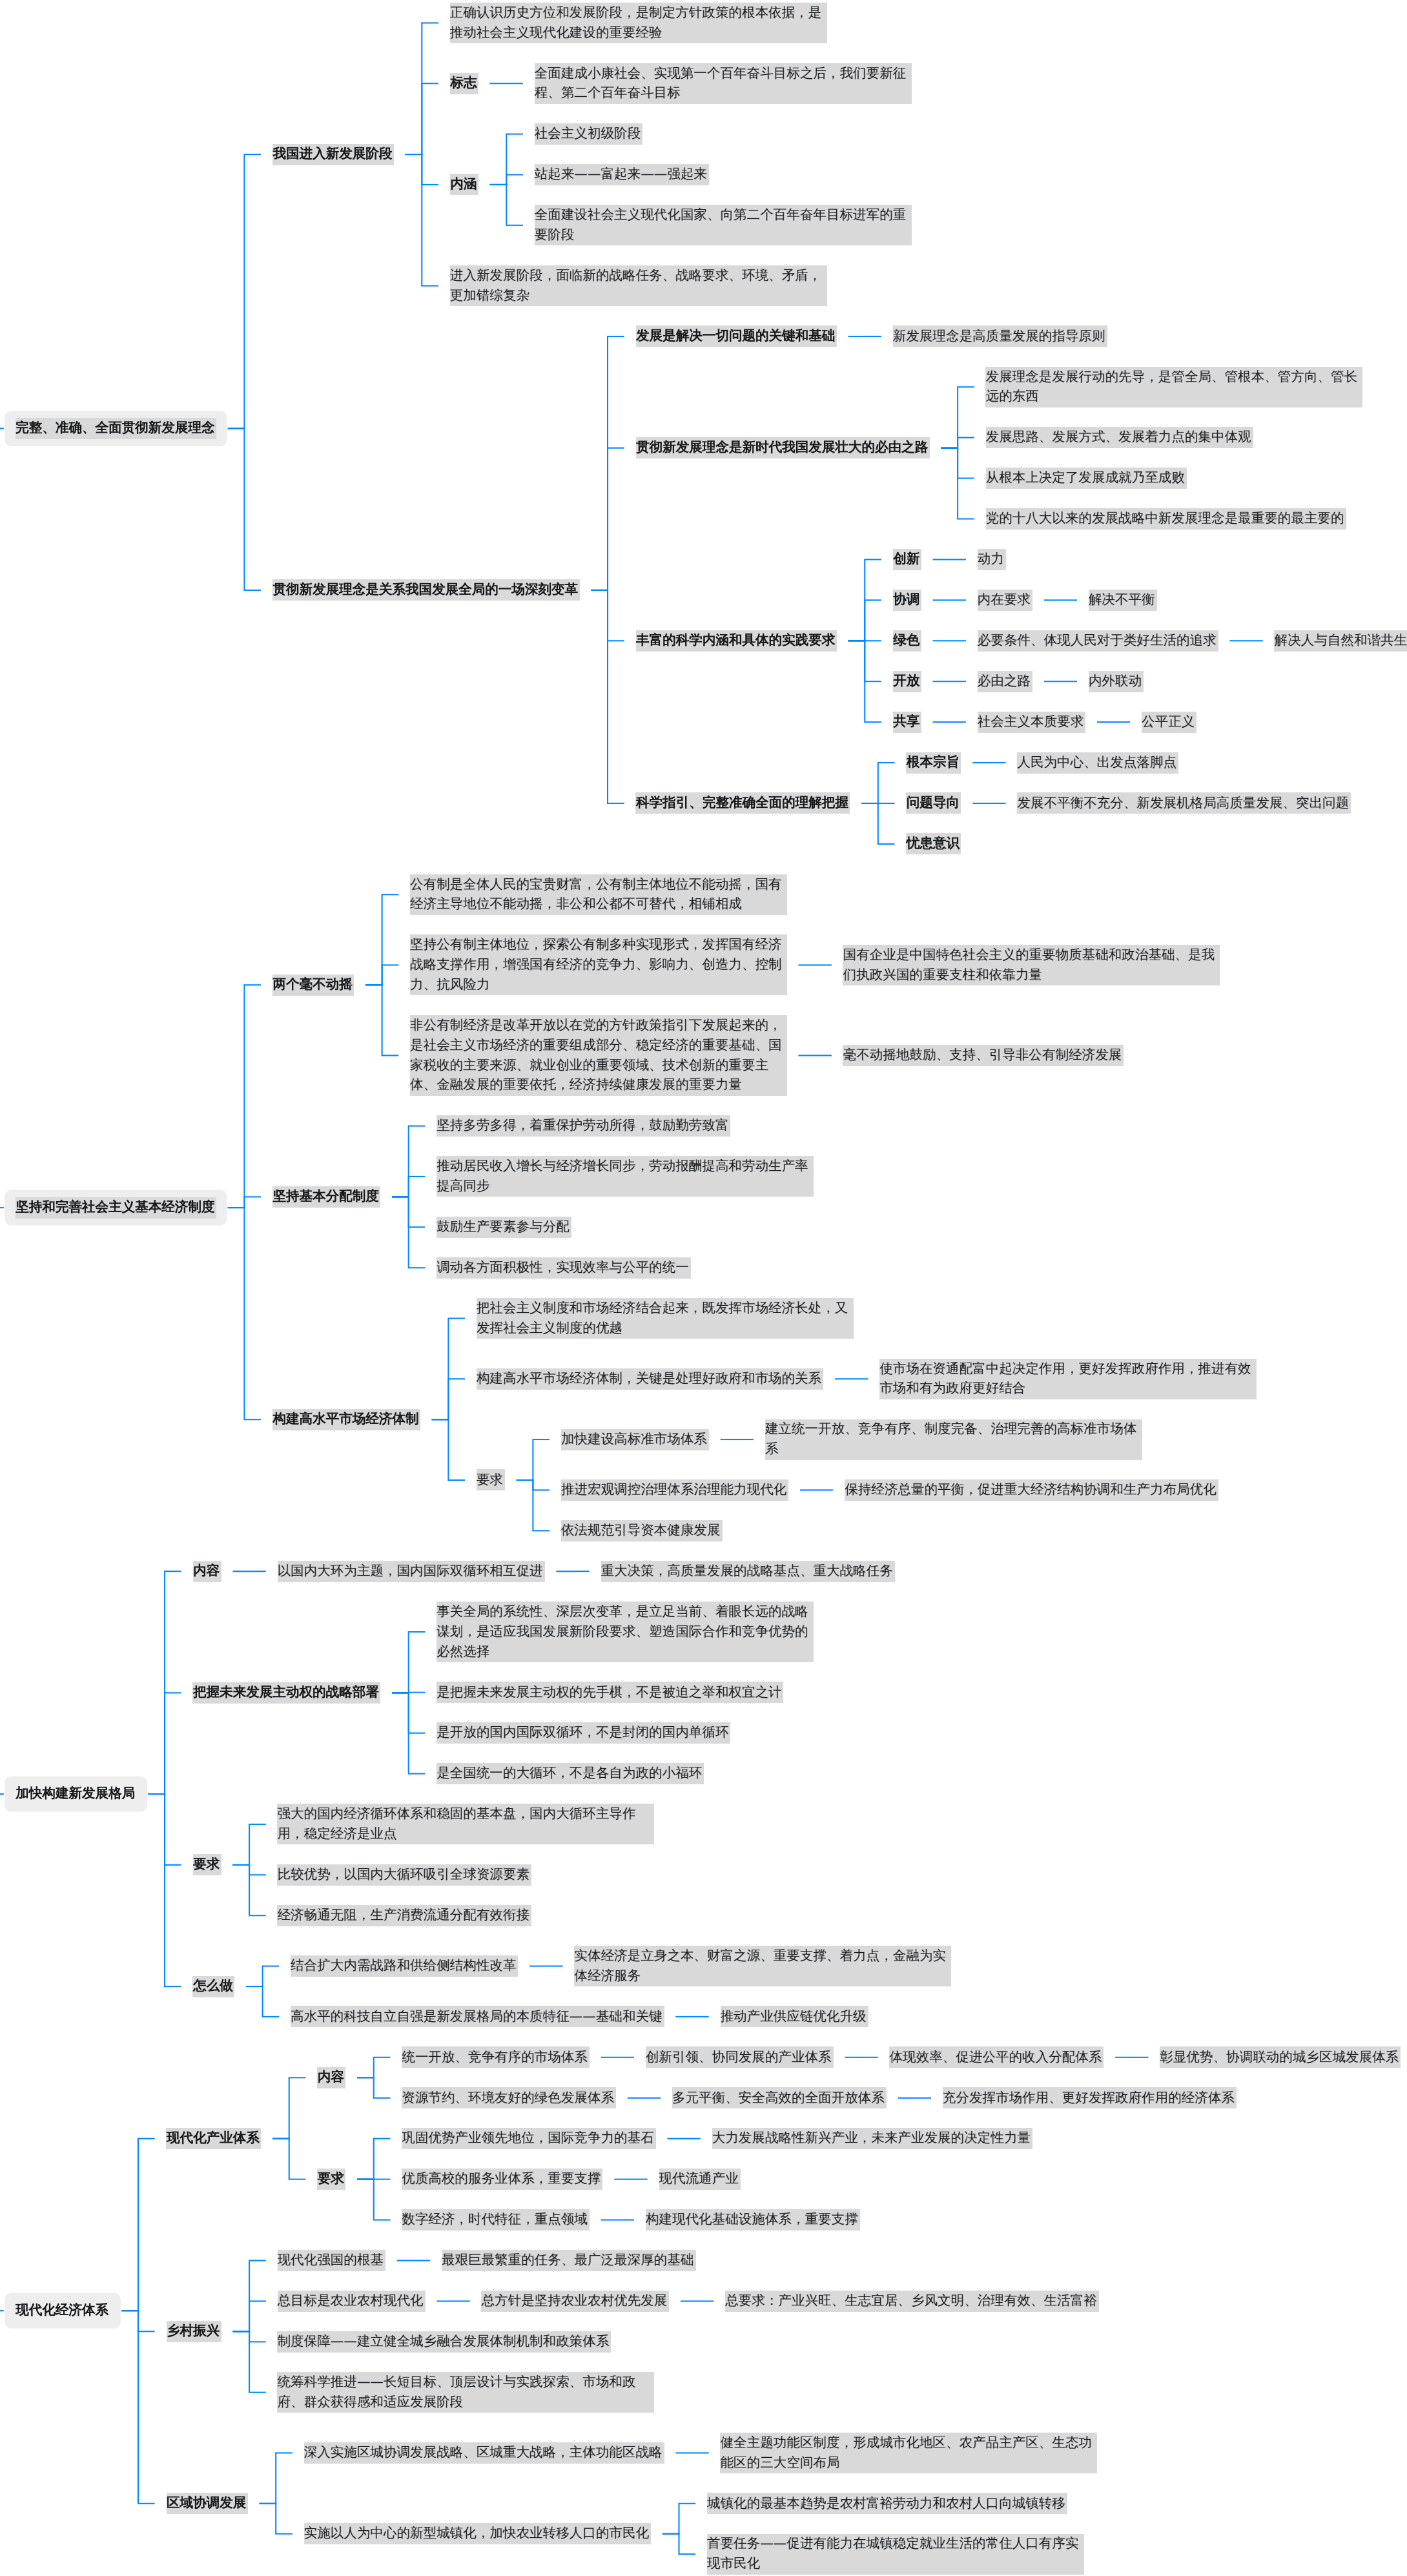 正确认识历史方位和发展阶段，是制定方针政策的根本依据，是
推动社会主义现代化建设的重要经验
标志
全面建成小康社会、实现第一个百年奋斗目标之后，我们要新征
程、第二个百年奋斗目标
社会主义初级阶段
我国进入新发展阶段
站起来——富起来——强起来
内涵
全面建设社会主义现代化国家、向第二个百年奋年目标进军的重
要阶段
进入新发展阶段，面临新的战略任务、战略要求、环境、矛盾，
更加错综复杂
发展是解决一切问题的关键和基础
新发展理念是高质量发展的指导原则
发展理念是发展行动的先导，是管全局、管根本、管方向、管长
远的东西
完整、准确、全面贯彻新发展理念
发展思路、发展方式、发展着力点的集中体观
贯彻新发展理念是新时代我国发展壮大的必由之路
从根本上决定了发展成就乃至成败
党的十八大以来的发展战略中新发展理念是最重要的最主要的
创新
动力
贯彻新发展理念是关系我国发展全局的一场深刻变革
协调
内在要求
解决不平衡
丰富的科学内涵和具体的实践要求
绿色
必要条件、体现人民对于类好生活的追求
解决人与自然和谐共生
开放
必由之路
内外联动
共享
社会主义本质要求
公平正义
根本宗旨
人民为中心、出发点落脚点
科学指引、完整准确全面的理解把握
问题导向
发展不平衡不充分、新发展机格局高质量发展、突出问题
忧患意识
公有制是全体人民的宝贵财富，公有制主体地位不能动摇，国有
经济主导地位不能动摇，非公和公都不可替代，相铺相成
坚持公有制主体地位，探索公有制多种实现形式，发挥国有经济
战略支撑作用，增强国有经济的竞争力、影响力、创造力、控制
力、抗风险力
国有企业是中国特色社会主义的重要物质基础和政治基础、是我
们执政兴国的重要支柱和依靠力量
两个毫不动摇
非公有制经济是改革开放以在党的方针政策指引下发展起来的，
是社会主义市场经济的重要组成部分、稳定经济的重要基础、国
家税收的主要来源、就业创业的重要领域、技术创新的重要主
体、金融发展的重要依托，经济持续健康发展的重要力量
毫不动摇地鼓励、支持、引导非公有制经济发展
坚持多劳多得，着重保护劳动所得，鼓励勤劳致富
推动居民收入增长与经济增长同步，劳动报酬提高和劳动生产率
提高同步
坚持基本分配制度
坚持和完善社会主义基本经济制度
鼓励生产要素参与分配
调动各方面积极性，实现效率与公平的统一
把社会主义制度和市场经济结合起来，既发挥市场经济长处，又
发挥社会主义制度的优越
构建高水平市场经济体制，关键是处理好政府和市场的关系
使市场在资通配富中起决定作用，更好发挥政府作用，推进有效
市场和有为政府更好结合
构建高水平市场经济体制
加快建设高标准市场体系
建立统一开放、竞争有序、制度完备、治理完善的高标准市场体
系
要求
推进宏观调控治理体系治理能力现代化
保持经济总量的平衡，促进重大经济结构协调和生产力布局优化
依法规范引导资本健康发展
内容
以国内大环为主题，国内国际双循环相互促进
重大决策，高质量发展的战略基点、重大战略任务
事关全局的系统性、深层次变革，是立足当前、着眼长远的战略
谋划，是适应我国发展新阶段要求、塑造国际合作和竞争优势的
必然选择
把握未来发展主动权的战略部署
是把握未来发展主动权的先手棋，不是被迫之举和权宜之计
是开放的国内国际双循环，不是封闭的国内单循环
是全国统一的大循环，不是各自为政的小福环
加快构建新发展格局
强大的国内经济循环体系和稳固的基本盘，国内大循环主导作
用，稳定经济是业点
要求
比较优势，以国内大循环吸引全球资源要素
经济畅通无阻，生产消费流通分配有效衔接
结合扩大内需战路和供给侧结构性改革
实体经济是立身之本、财富之源、重要支撑、着力点，金融为实
体经济服务
怎么做
高水平的科技自立自强是新发展格局的本质特征——基础和关键
推动产业供应链优化升级
统一开放、竞争有序的市场体系
创新引领、协同发展的产业体系
体现效率、促进公平的收入分配体系
彰显优势、协调联动的城乡区城发展体系
内容
资源节约、环境友好的绿色发展体系
多元平衡、安全高效的全面开放体系
充分发挥市场作用、更好发挥政府作用的经济体系
现代化产业体系
巩固优势产业领先地位，国际竞争力的基石
大力发展战略性新兴产业，未来产业发展的决定性力量
要求
优质高校的服务业体系，重要支撑
现代流通产业
数字经济，时代特征，重点领域
构建现代化基础设施体系，重要支撑
现代化强国的根基
最艰巨最繁重的任务、最广泛最深厚的基础
现代化经济体系
总目标是农业农村现代化
总方针是坚持农业农村优先发展
总要求：产业兴旺、生志宜居、乡风文明、治理有效、生活富裕
乡村振兴
制度保障——建立健全城乡融合发展体制机制和政策体系
统筹科学推进——长短目标、顶层设计与实践探索、市场和政
府、群众获得感和适应发展阶段
深入实施区城协调发展战略、区城重大战略，主体功能区战略
健全主题功能区制度，形成城市化地区、农产品主产区、生态功
能区的三大空间布局
区域协调发展
城镇化的最基本趋势是农村富裕劳动力和农村人口向城镇转移
实施以人为中心的新型城镇化，加快农业转移人口的市民化
首要任务——促进有能力在城镇稳定就业生活的常住人口有序实
现市民化